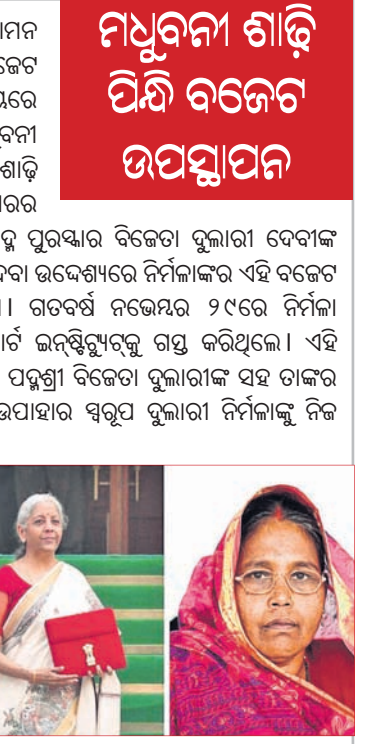 ମଧୁବନୀ ଶାଢ଼ି
ପିନ୍ଧି ବଜେଟ
ଉପସ୍ଥାପନ
ଶାଢ଼ି
ପୁରସ୍କାର ବିଜେତା ଦୁଲାରୀ ଦେବୀଙ୍କ
ଉଦ୍ଦେଶ୍ୟରେ ନିର୍ମଳାଙ୍କର ଏହି ବଜେଟ
। ଗତବର୍ଷ ନଭେମ୍ବର ୨୯ରେ ନିର୍ମଳା
ଇନ୍‌ଷ୍ଟିଚ୍ୟୁଟ୍‌କୁ ଗସ୍ତ କରିଥିଲେ। ଏହି
ପଦ୍ମଶ୍ରୀ ବିଜେତା ଦୁଲାରୀଙ୍କ ସହ ତାଙ୍କର
ଉପାହାର ସ୍ୱରୂପ ଦୁଲାରୀ ନିର୍ମଳାଙ୍କୁ ନିଜ